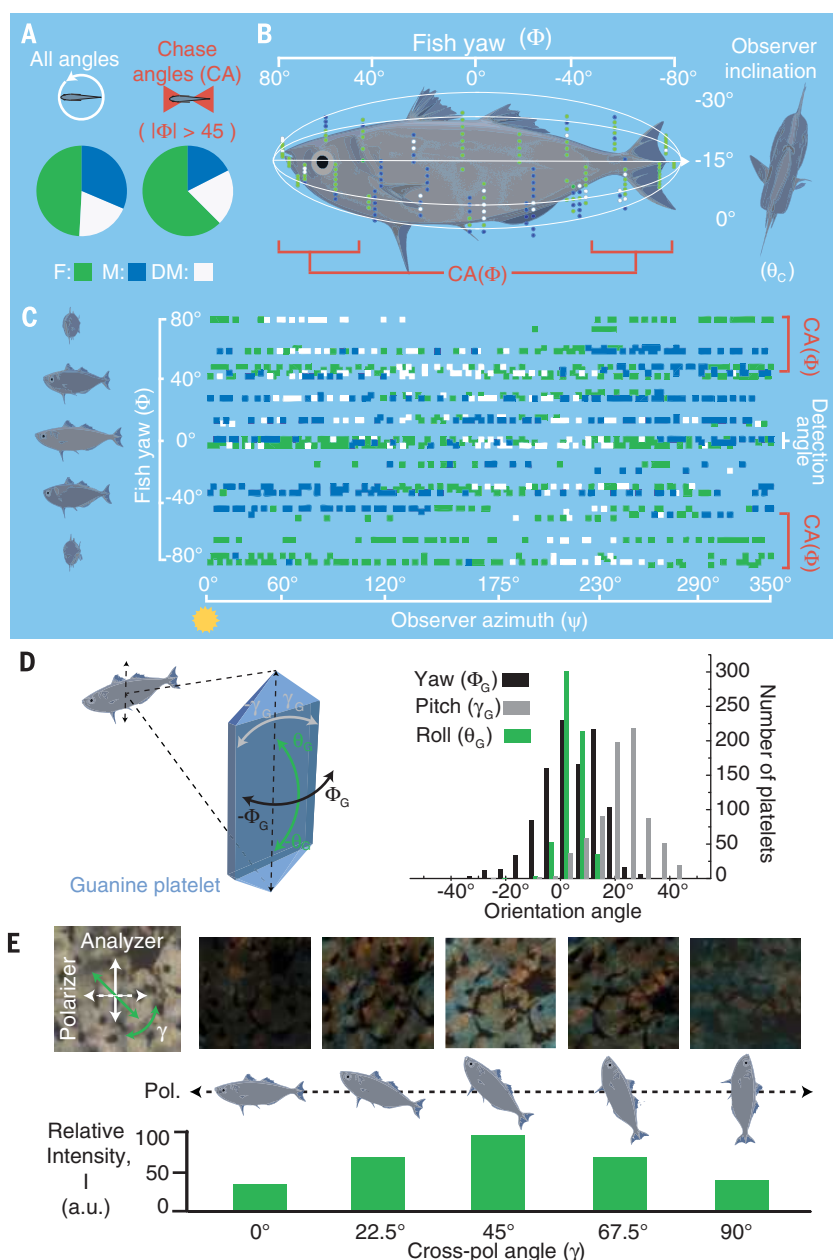 A
All angles
Chase
angles (CA)
( |Φ| > 45 )
F: M: DM:
B
Fish yaw (Φ)
80° 40° 0° -40° -80°
Observer
inclination
-30°
-15°
0°
(θC)
CA(Φ)
C
Fish yaw (Φ)
80°
40°
0°
-40°
-80°
CA(Φ)
Detection
angle
CA(Φ)
0° 60° 120° 175° 230° 290° 350°
Observer azimuth (ψ)
D
-γG γG
θG
ΦG
-ΦG
-θG
Guanine platelet
Yaw (ΦG)
Pitch (γG)
Roll (θG)
300
250
200
150
100
50
0
Number of platelets
-40° -20° 0° 20° 40°
Orientation angle
E
Analyzer
Polarizer
γ
Pol.
Relative
Intensity,
I
(a.u.)
100
50
0
0° 22.5° 45° 67.5° 90°
Cross-pol angle (γ)